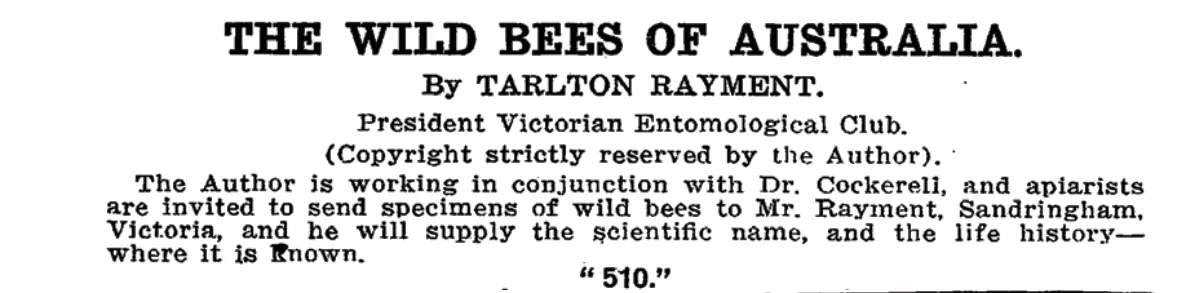 THE WILD BEES OF AUSTRALIA.
By TARLTON RAYMENT.
President Victorian Entomological Club.
(Copyright strictly reserved by the Author).
The Author is working in conjunction with Dr. Cockerell, and apiarists
are invited to send specimens of wild bees to Mr. Rayment, Sandringham,
Victoria, and he will supply the scientific name, and the life history—
where it is known.
"510."